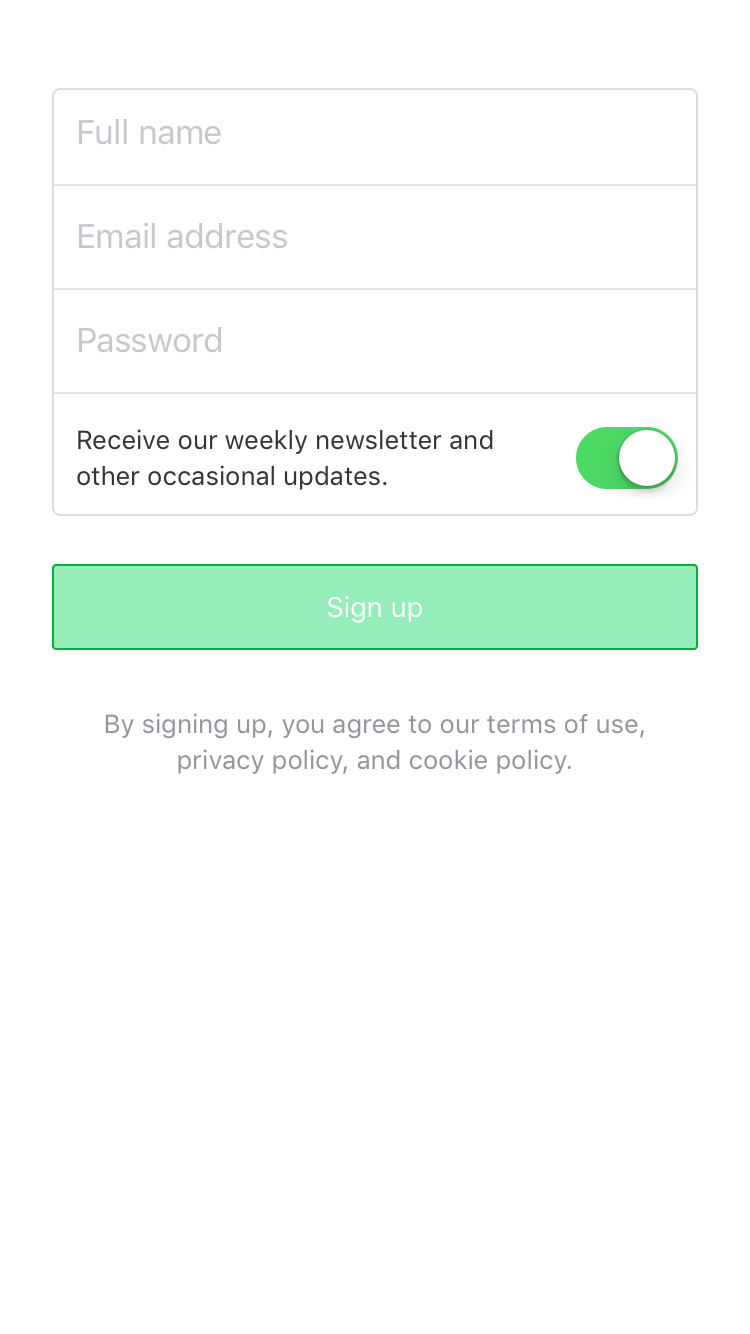 Full name
Email address
Password
Receive our weekly newsletter and
other occasional updates.
Sign up
By signing up, you agree to our terms of use,
privacy policy, and cookie policy.